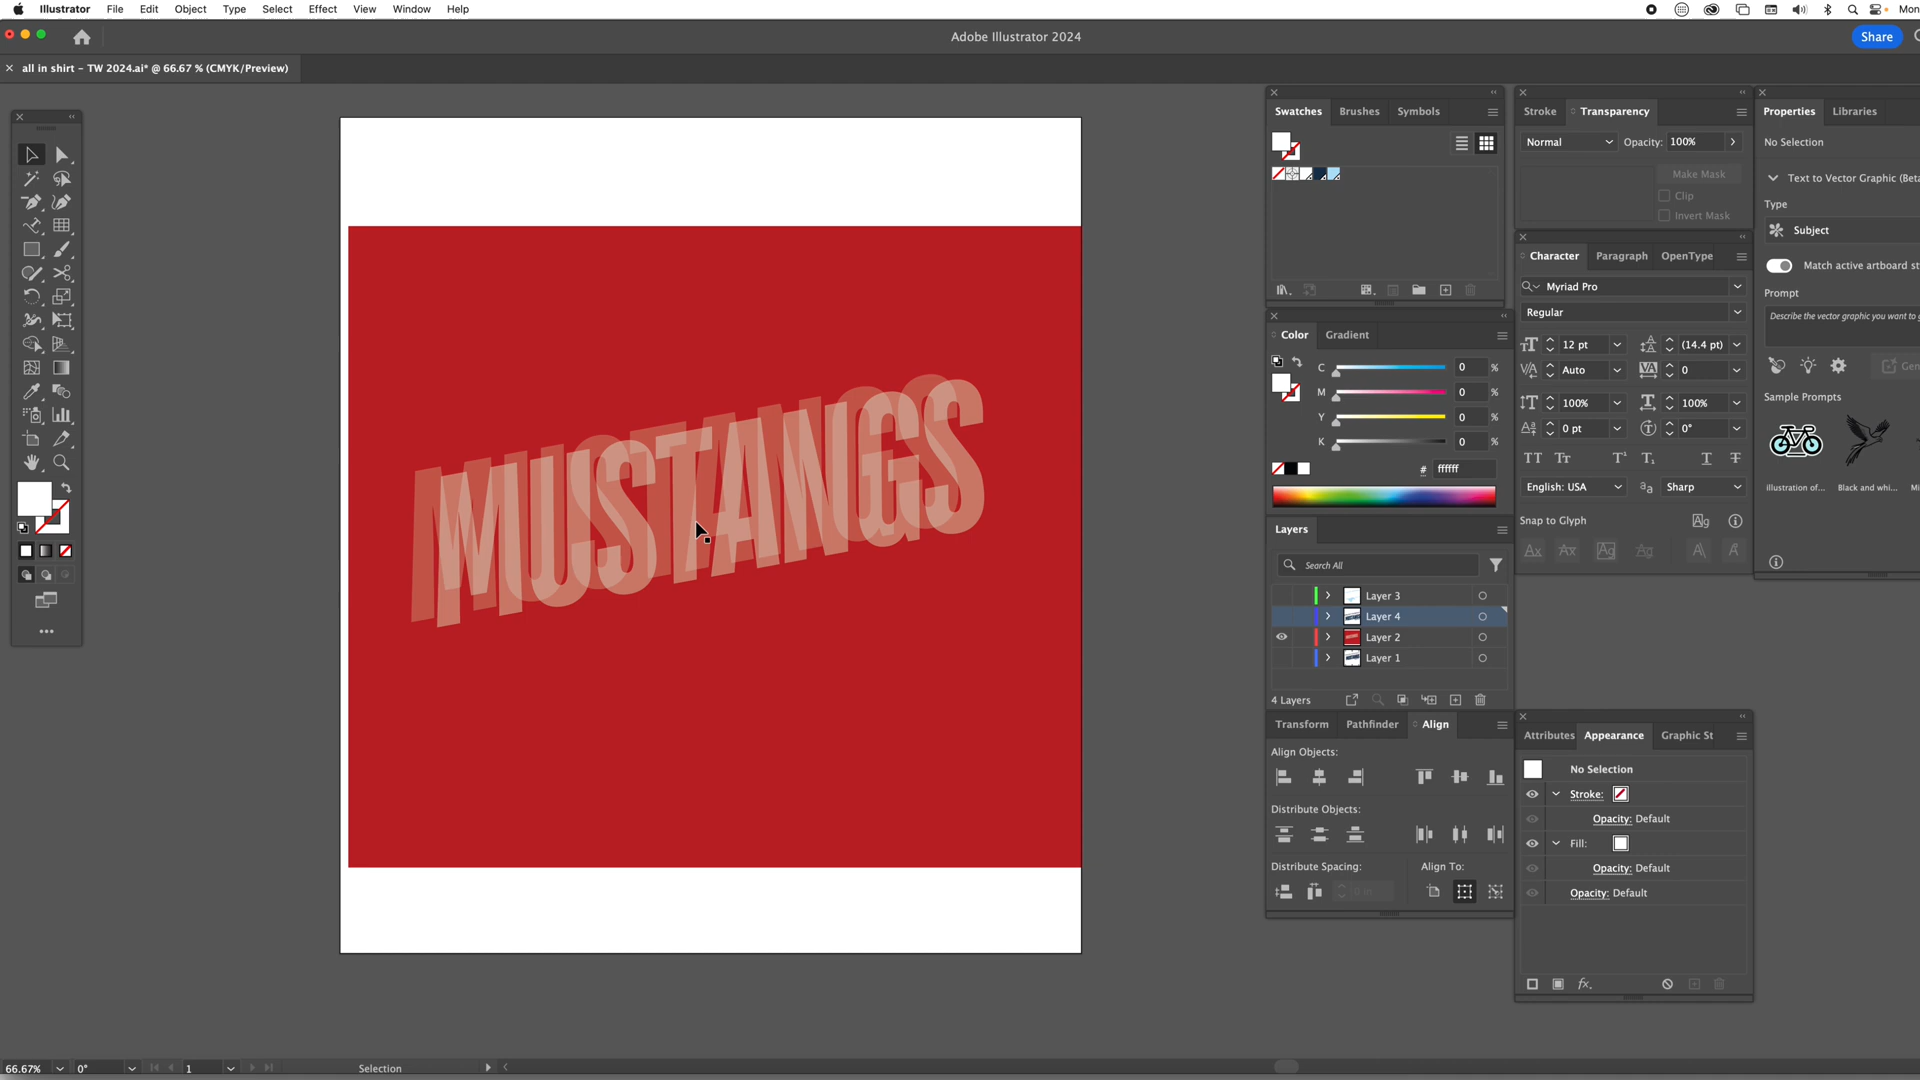 Illustrator File Edit Object Type Select Effect View Window Help
Mon
Adobe Illustrator 2024
Share
all in shirt – TW 2024.ai* @ 66.67 % (CMYK/Preview)
MUSTANGS
Swatches Brushes Symbols
Color Gradient
C 0 %
M 0 %
Y 0 %
K 0 %
# ffffff
Layers
Search All
Layer 3
Layer 4
Layer 2
Layer 1
4 Layers
Transform Pathfinder Align
Align Objects:
Distribute Objects:
Distribute Spacing: Align To:
0 in
Stroke Transparency
Normal Opacity: 100%
Make Mask
Clip
Invert Mask
Character Paragraph OpenType
Myriad Pro
Regular
12 pt (14.4 pt)
Auto 0
100% 100%
0 pt 0°
English: USA Sharp
Snap to Glyph
Attributes Appearance Graphic St
No Selection
Stroke:
Opacity: Default
Fill:
Opacity: Default
Opacity: Default
fx.
Properties Libraries
No Selection
Text to Vector Graphic (Beta
Type
Subject
Match active artboard st
Prompt
Describe the vector graphic you want to g
Gen
Sample Prompts
illustration of... Black and whi... Mi
66.67% 0° 1 Selection